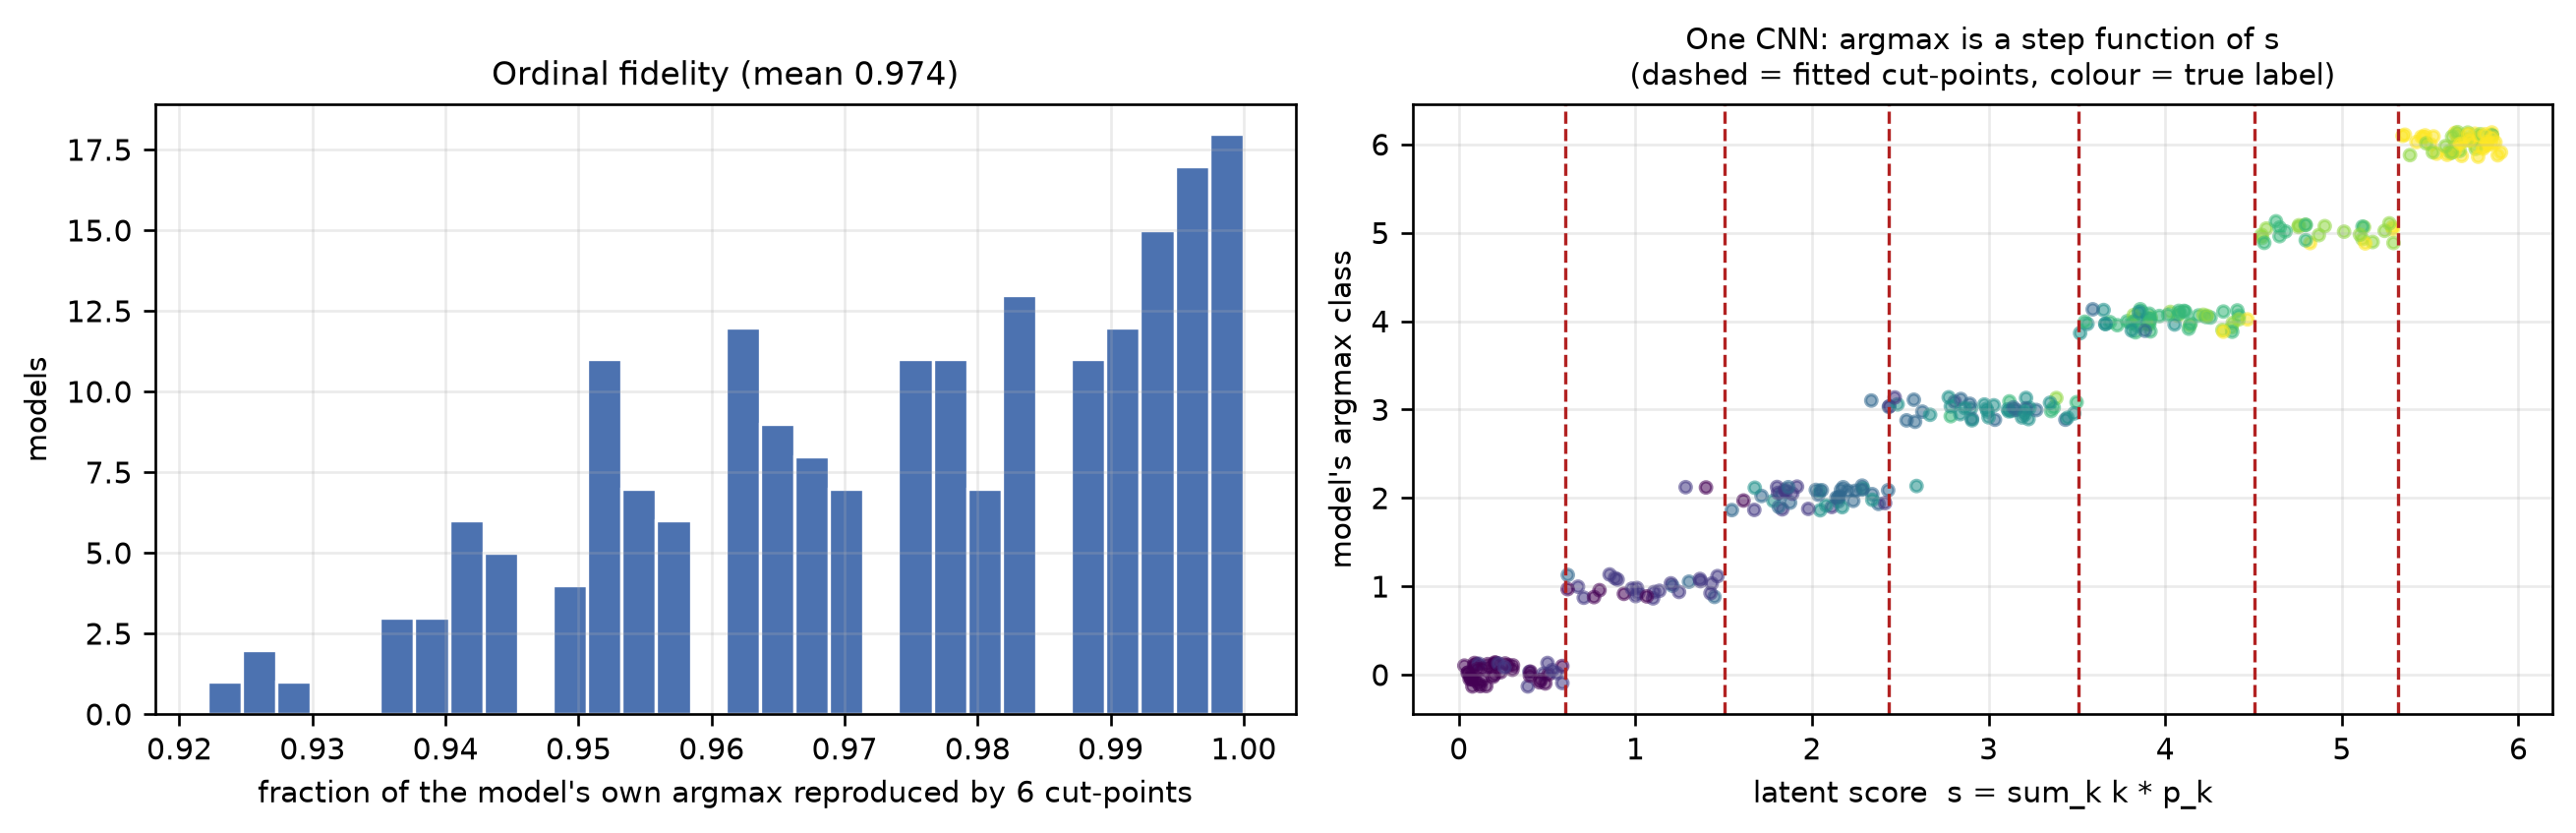 Ordinal fidelity (mean 0.974)
models
17.5
15.0
12.5
10.0
7.5
5.0
2.5
0.0
0.92 0.93 0.94 0.95 0.96 0.97 0.98 0.99 1.00
fraction of the model's own argmax reproduced by 6 cut-points
One CNN: argmax is a step function of s
(dashed = fitted cut-points, colour = true label)
model's argmax class
6
5
4
3
2
1
0
0 1 2 3 4 5 6
latent score s = sum_k k * p_k